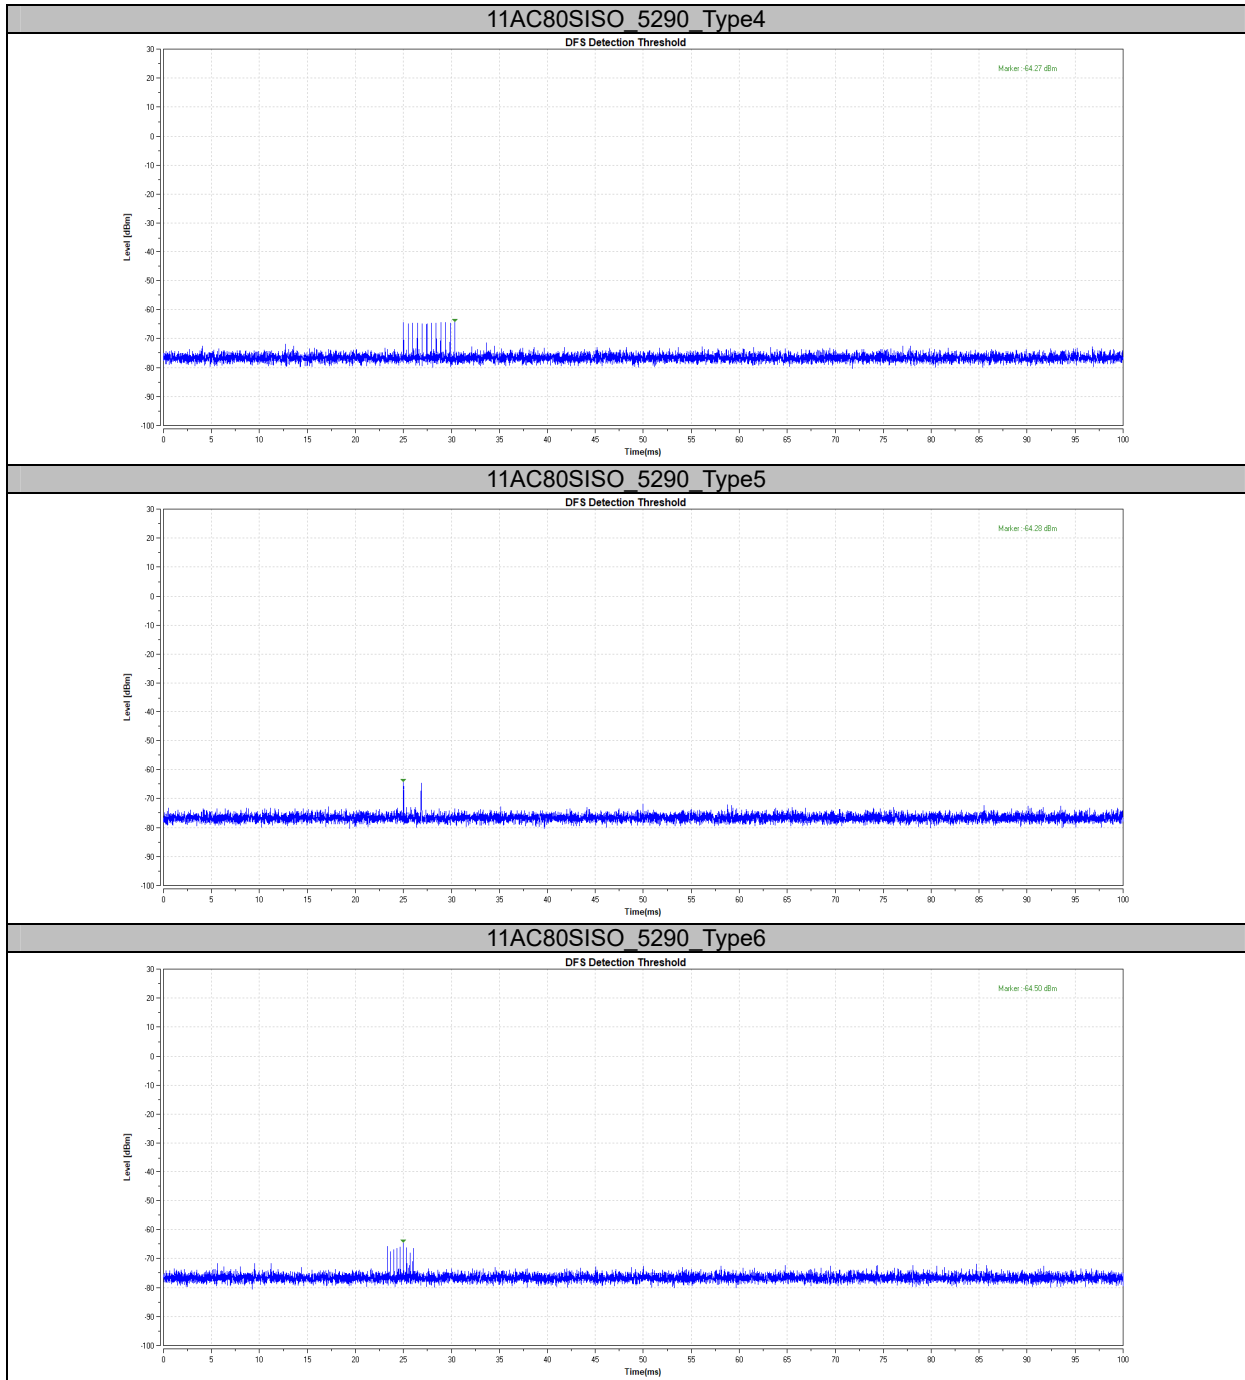 11AC80SISO_5290_Type4
DFS Detection Threshold
Marker :-64.27 dBm
30
20
10
0
-10
-20
-30
-40
-50
-60
-70
-80
-90
-100
Level [dBm]
0 5 10 15 20 25 30 35 40 45 50 55 60 65 70 75 80 85 90 95 100
Time(ms)
11AC80SISO_5290_Type5
DFS Detection Threshold
Marker :-64.28 dBm
30
20
10
0
-10
-20
-30
-40
-50
-60
-70
-80
-90
-100
Level [dBm]
0 5 10 15 20 25 30 35 40 45 50 55 60 65 70 75 80 85 90 95 100
Time(ms)
11AC80SISO_5290_Type6
DFS Detection Threshold
Marker :-64.50 dBm
30
20
10
0
-10
-20
-30
-40
-50
-60
-70
-80
-90
-100
Level [dBm]
0 5 10 15 20 25 30 35 40 45 50 55 60 65 70 75 80 85 90 95 100
Time(ms)